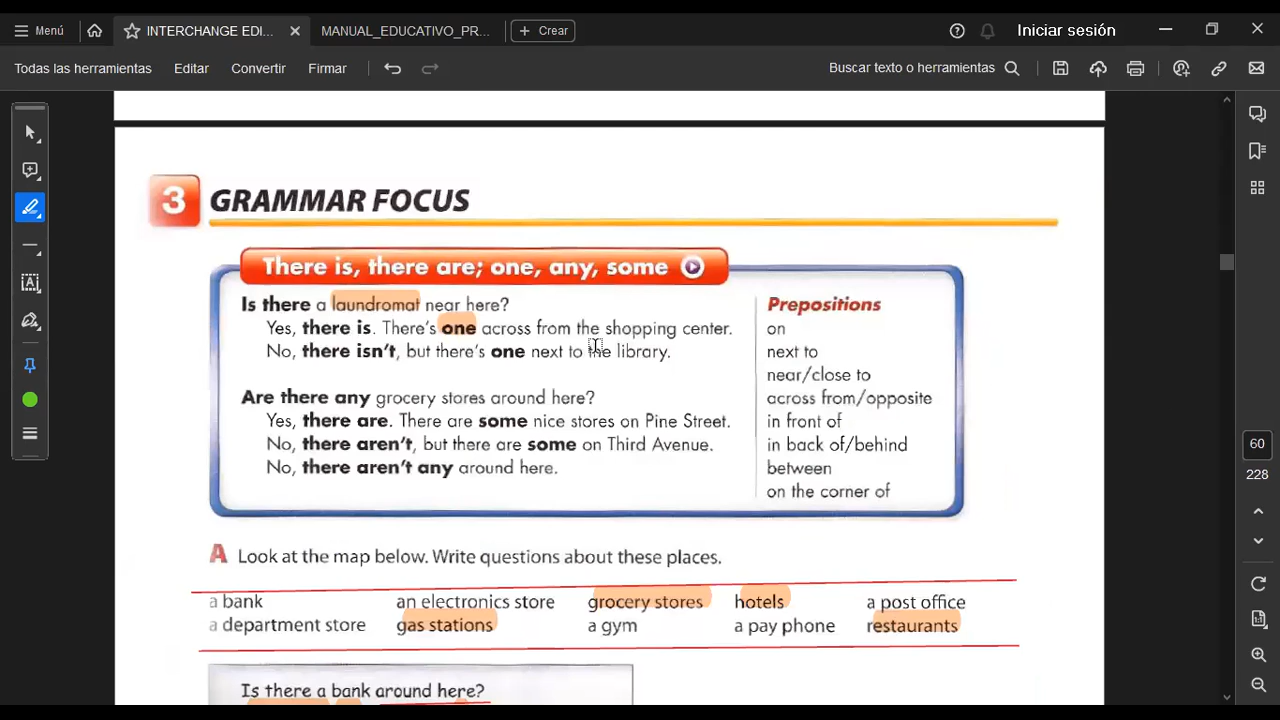 Menú
INTERCHANGE EDI...
MANUAL_EDUCATIVO_PR...
Crear
Iniciar sesión
Todas las herramientas
Editar
Convertir
Firmar
Buscar texto o herramientas
3 GRAMMAR FOCUS
There is, there are; one, any, some
Is there a laundromat near here?
Yes, there is. There's one across from the shopping center.
No, there isn't, but there's one next to the library.
Are there any grocery stores around here?
Yes, there are. There are some nice stores on Pine Street.
No, there aren't, but there are some on Third Avenue.
No, there aren't any around here.
Prepositions
on
next to
near/close to
across from/opposite
in front of
in back of/behind
between
on the corner of
A Look at the map below. Write questions about these places.
a bank an electronics store grocery stores hotels a post office
a department store gas stations a gym a pay phone restaurants
Is there a bank around here?
60
228